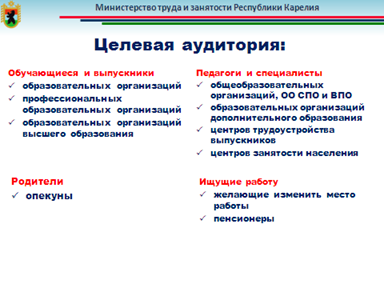 Министерство труда и занятости Республики Карелия
Целевая аудитория:
Обучающиеся и выпускники
образовательных организаций
профессиональных
образовательных организаций
образовательных организаций
высшего образования
Педагоги и специалисты
общеобразовательных
организаций, ОО СПО и ВПО
образовательных организаций
дополнительного образования
центров трудоустройства
выпускников
центров занятости населения
Родители
опекуны
Ищущие работу
желающие изменить место
работы
пенсионеры